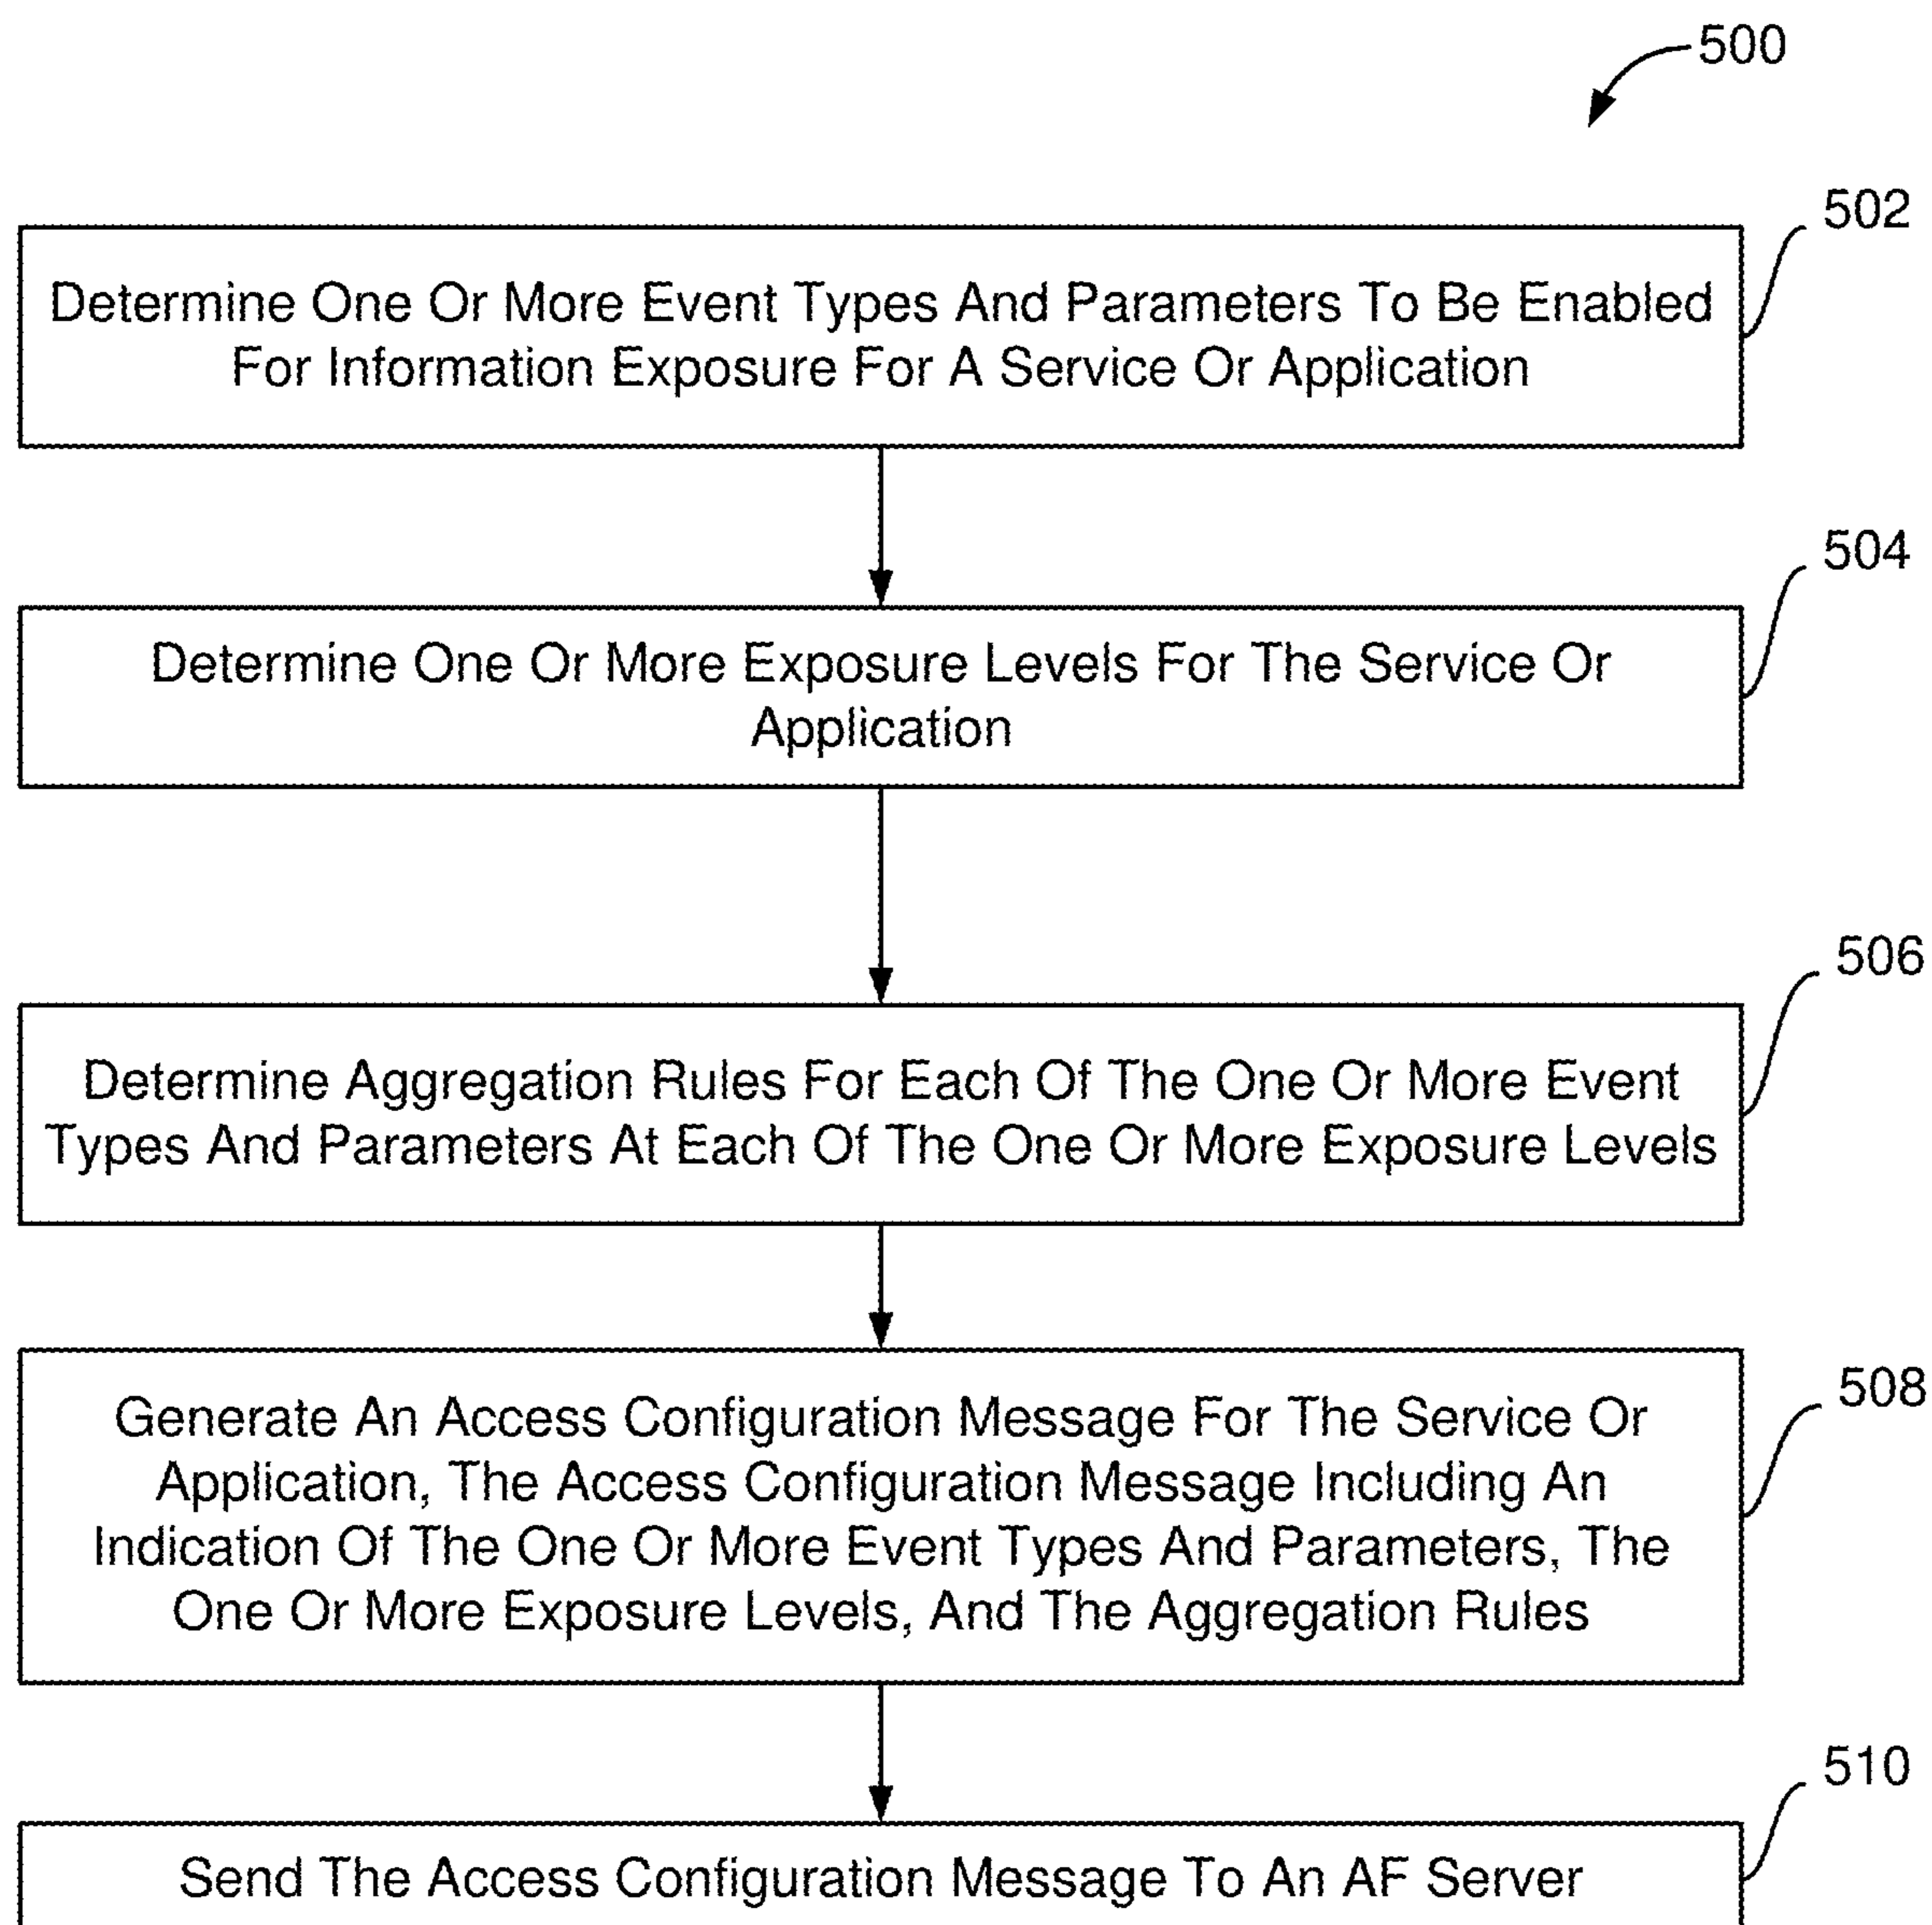 500
502
Determine One Or More Event Types And Parameters To Be Enabled
For Information Exposure For A Service Or Application
504
Determine One Or More Exposure Levels For The Service Or
Application
506
Determine Aggregation Rules For Each Of The One Or More Event
Types And Parameters At Each Of The One Or More Exposure Levels
508
Generate An Access Configuration Message For The Service Or
Application, The Access Configuration Message Including An
Indication Of The One Or More Event Types And Parameters, The
One Or More Exposure Levels, And The Aggregation Rules
510
Send The Access Configuration Message To An AF Server